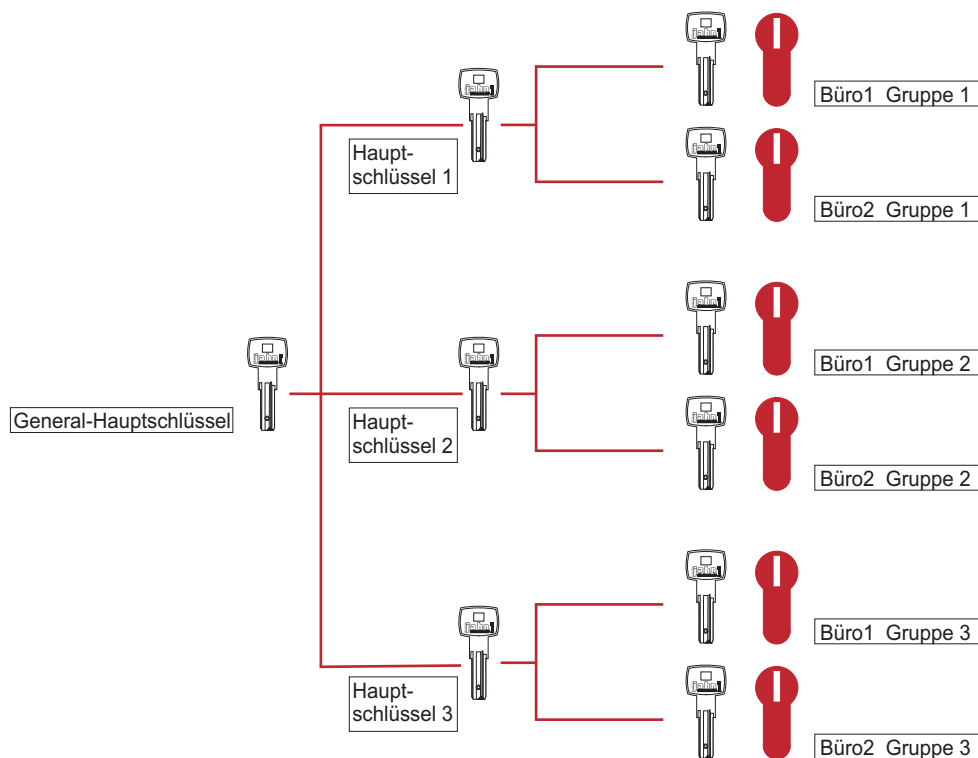 Büro1 Gruppe 1
Haupt-
schlüssel 1
Büro2 Gruppe 1
Büro1 Gruppe 2
General-Hauptschlüssel
Haupt-
schlüssel 2
Büro2 Gruppe 2
Büro1 Gruppe 3
Haupt-
schlüssel 3
Büro2 Gruppe 3